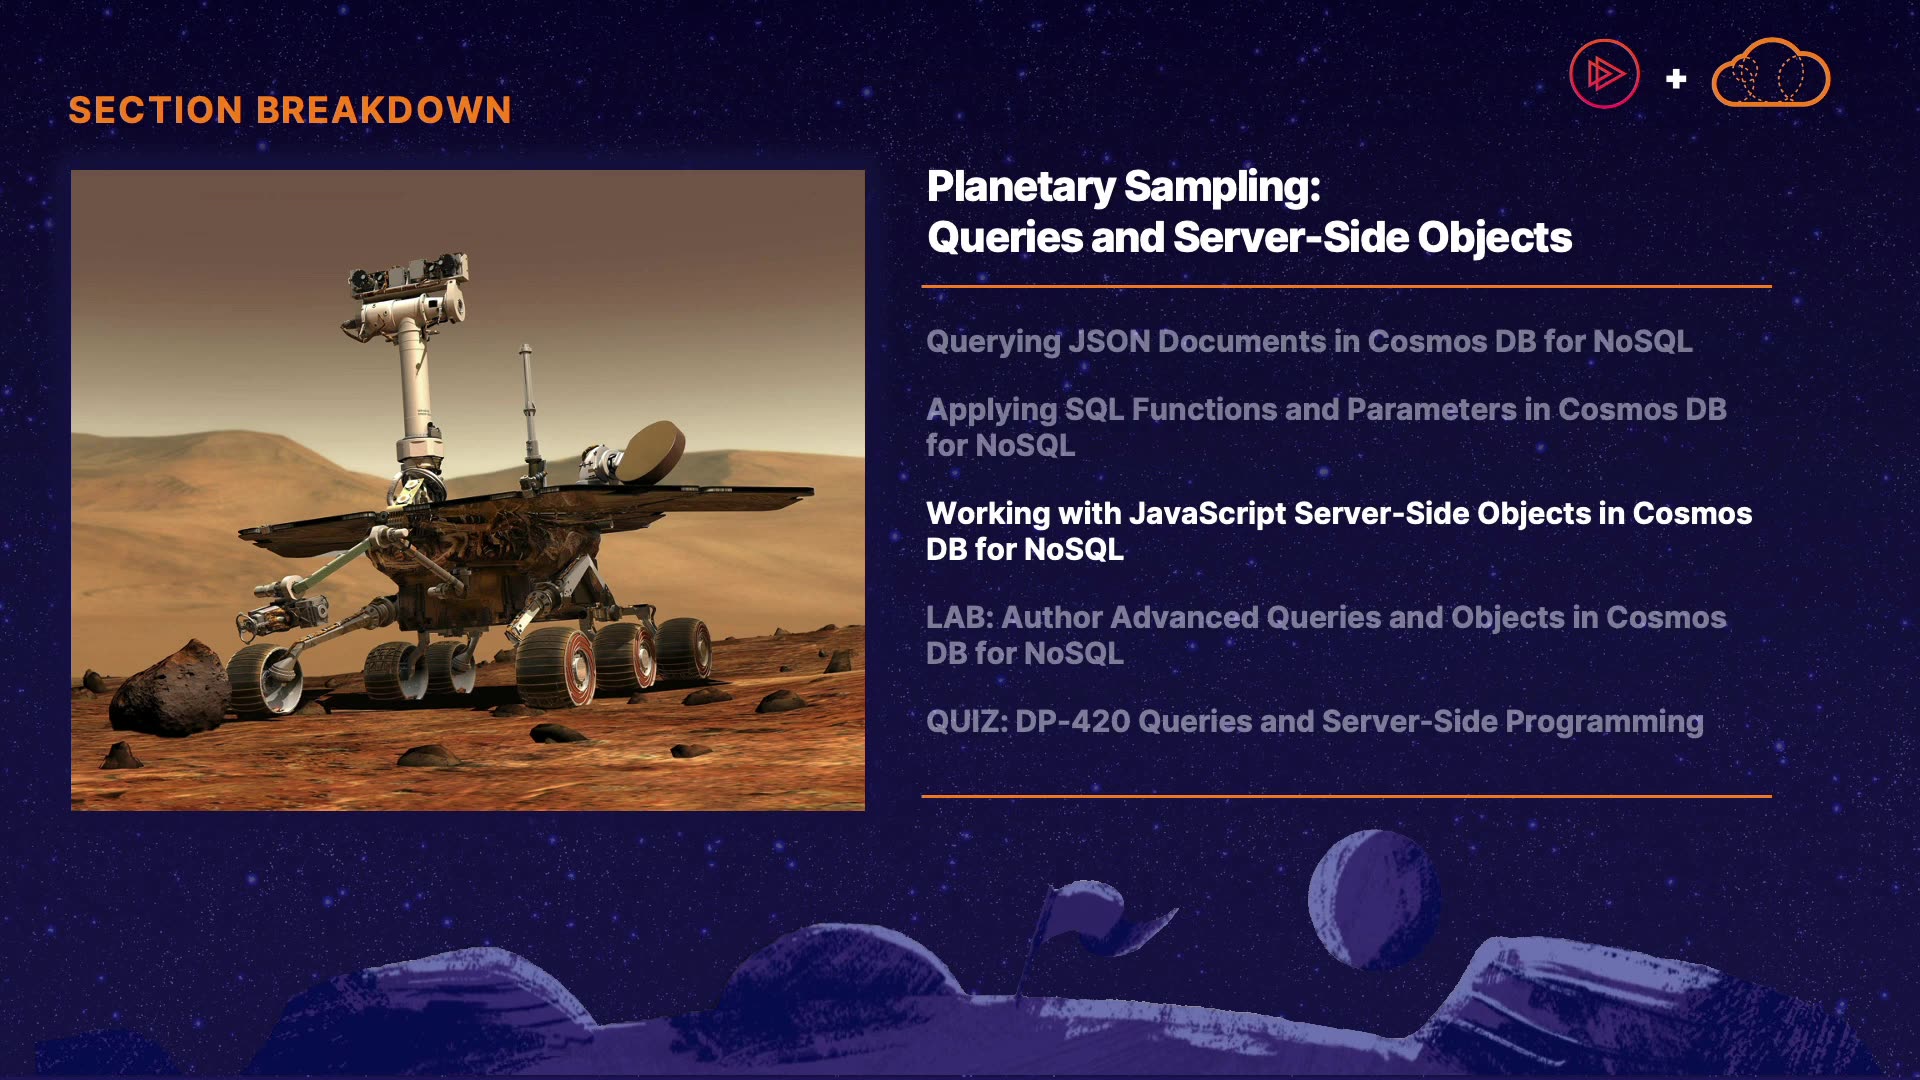 SECTION BREAKDOWN
+
Planetary Sampling:
Queries and Server-Side Objects
Querying JSON Documents in Cosmos DB for NoSQL
Applying SQL Functions and Parameters in Cosmos DB
for NoSQL
Working with JavaScript Server-Side Objects in Cosmos
DB for NoSQL
LAB: Author Advanced Queries and Objects in Cosmos
DB for NoSQL
QUIZ: DP-420 Queries and Server-Side Programming